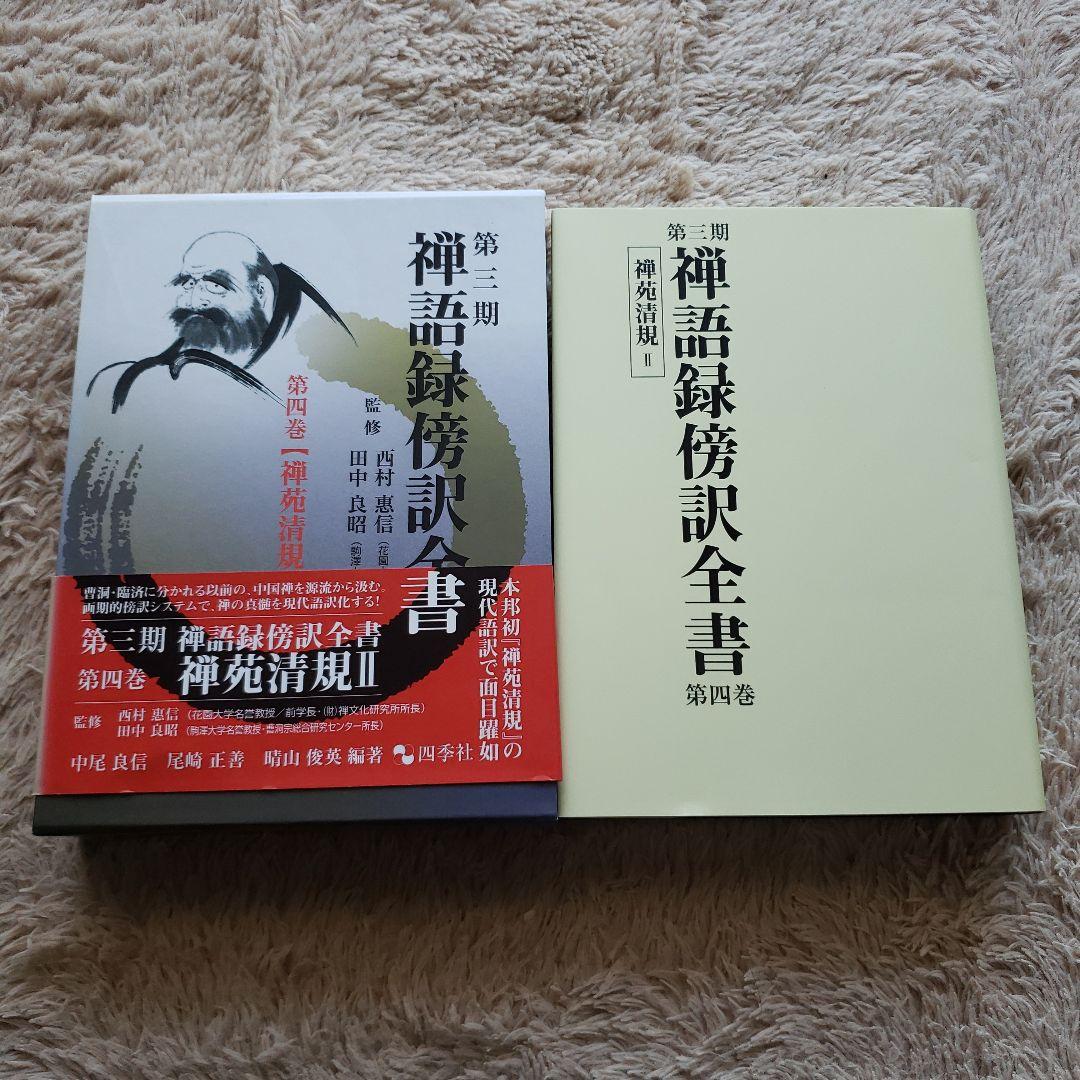 第三期
禅語録傍訳全書
監修 西村 惠信（花園
田中 良昭（駒澤
第四巻【禅苑清規
本邦初『禅苑清規』の
現代語訳で面目躍如
曹洞・臨済に分かれる以前の、中国禅を源流から汲む。
画期的傍訳システムで、禅の真髄を現代語訳化する!
第三期 禅語録傍訳全書
第四巻 禅苑清規Ⅱ
監修 西村 惠信（花園大学名誉教授／前学長・(財)禅文化研究所所長）
田中 良昭（駒澤大学名誉教授・曹洞宗総合研究センター所長）
中尾 良信 尾崎 正善 晴山 俊英 編著 四季社
第三期
禅語録傍訳全書
第四巻
禅苑清規Ⅱ